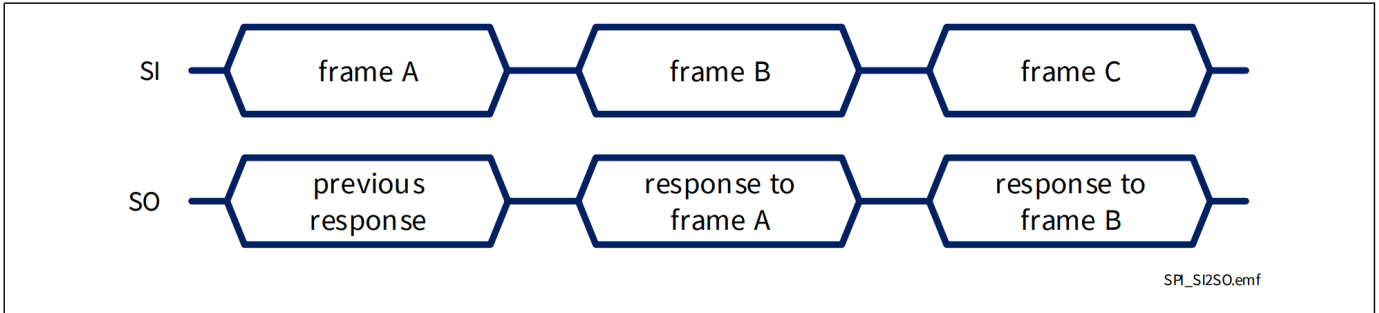 SI
frame A
frame B
frame C
SO
previous
response
response to
frame A
response to
frame B
SPI_SI2SO.emf